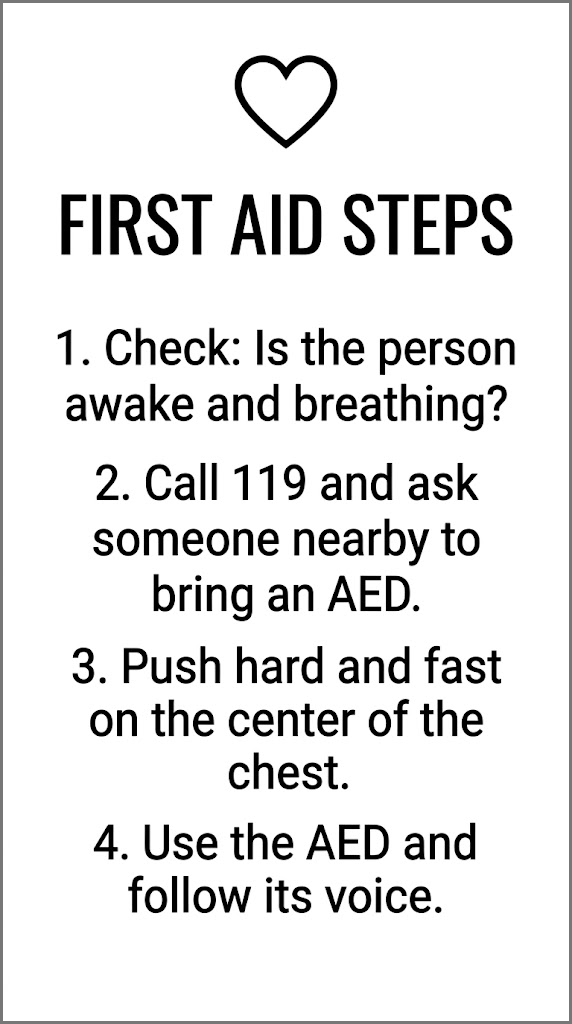 FIRST AID STEPS
1. Check: Is the person
awake and breathing?
2. Call 119 and ask
someone nearby to
bring an AED.
3. Push hard and fast
on the center of the
chest.
4. Use the AED and
follow its voice.